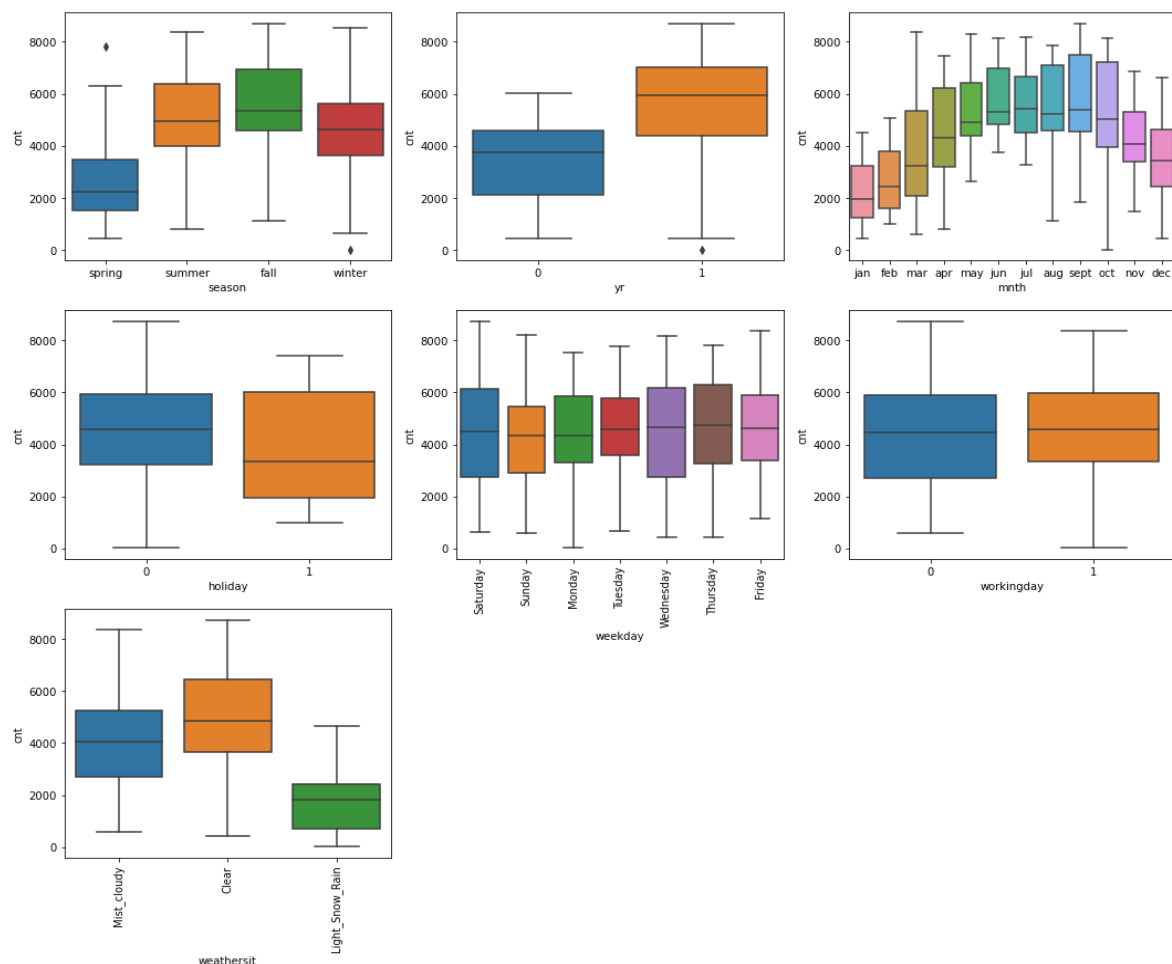 8000
6000
4000
2000
0
cnt
spring summer fall winter
season
8000
6000
4000
2000
0
cnt
0 1
yr
8000
6000
4000
2000
0
cnt
jan feb mar apr may jun jul aug sept oct nov dec
mnth
8000
6000
4000
2000
0
cnt
0 1
holiday
8000
6000
4000
2000
0
cnt
Saturday
Sunday
Monday
Tuesday
Wednesday
Thursday
Friday
weekday
8000
6000
4000
2000
0
cnt
0 1
workingday
8000
6000
4000
2000
0
cnt
Mist_cloudy
Clear
Light_Snow_Rain
weathersit